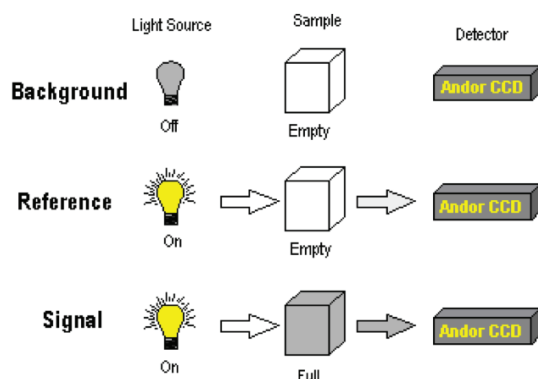 Light Source
Sample
Detector
Background
Off
Empty
Andor CCD
Reference
On
Empty
Andor CCD
Signal
On
Full
Andor CCD